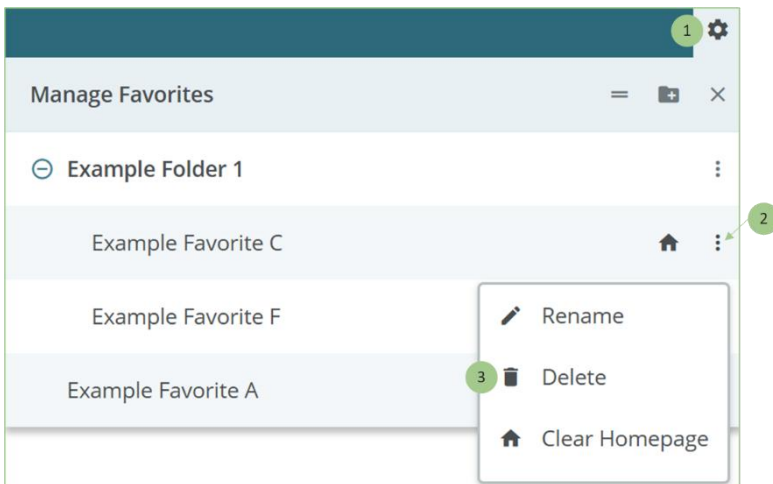 1
Manage Favorites
Example Folder 1
Example Favorite C
2
Example Favorite F
Rename
Example Favorite A
3 Delete
Clear Homepage